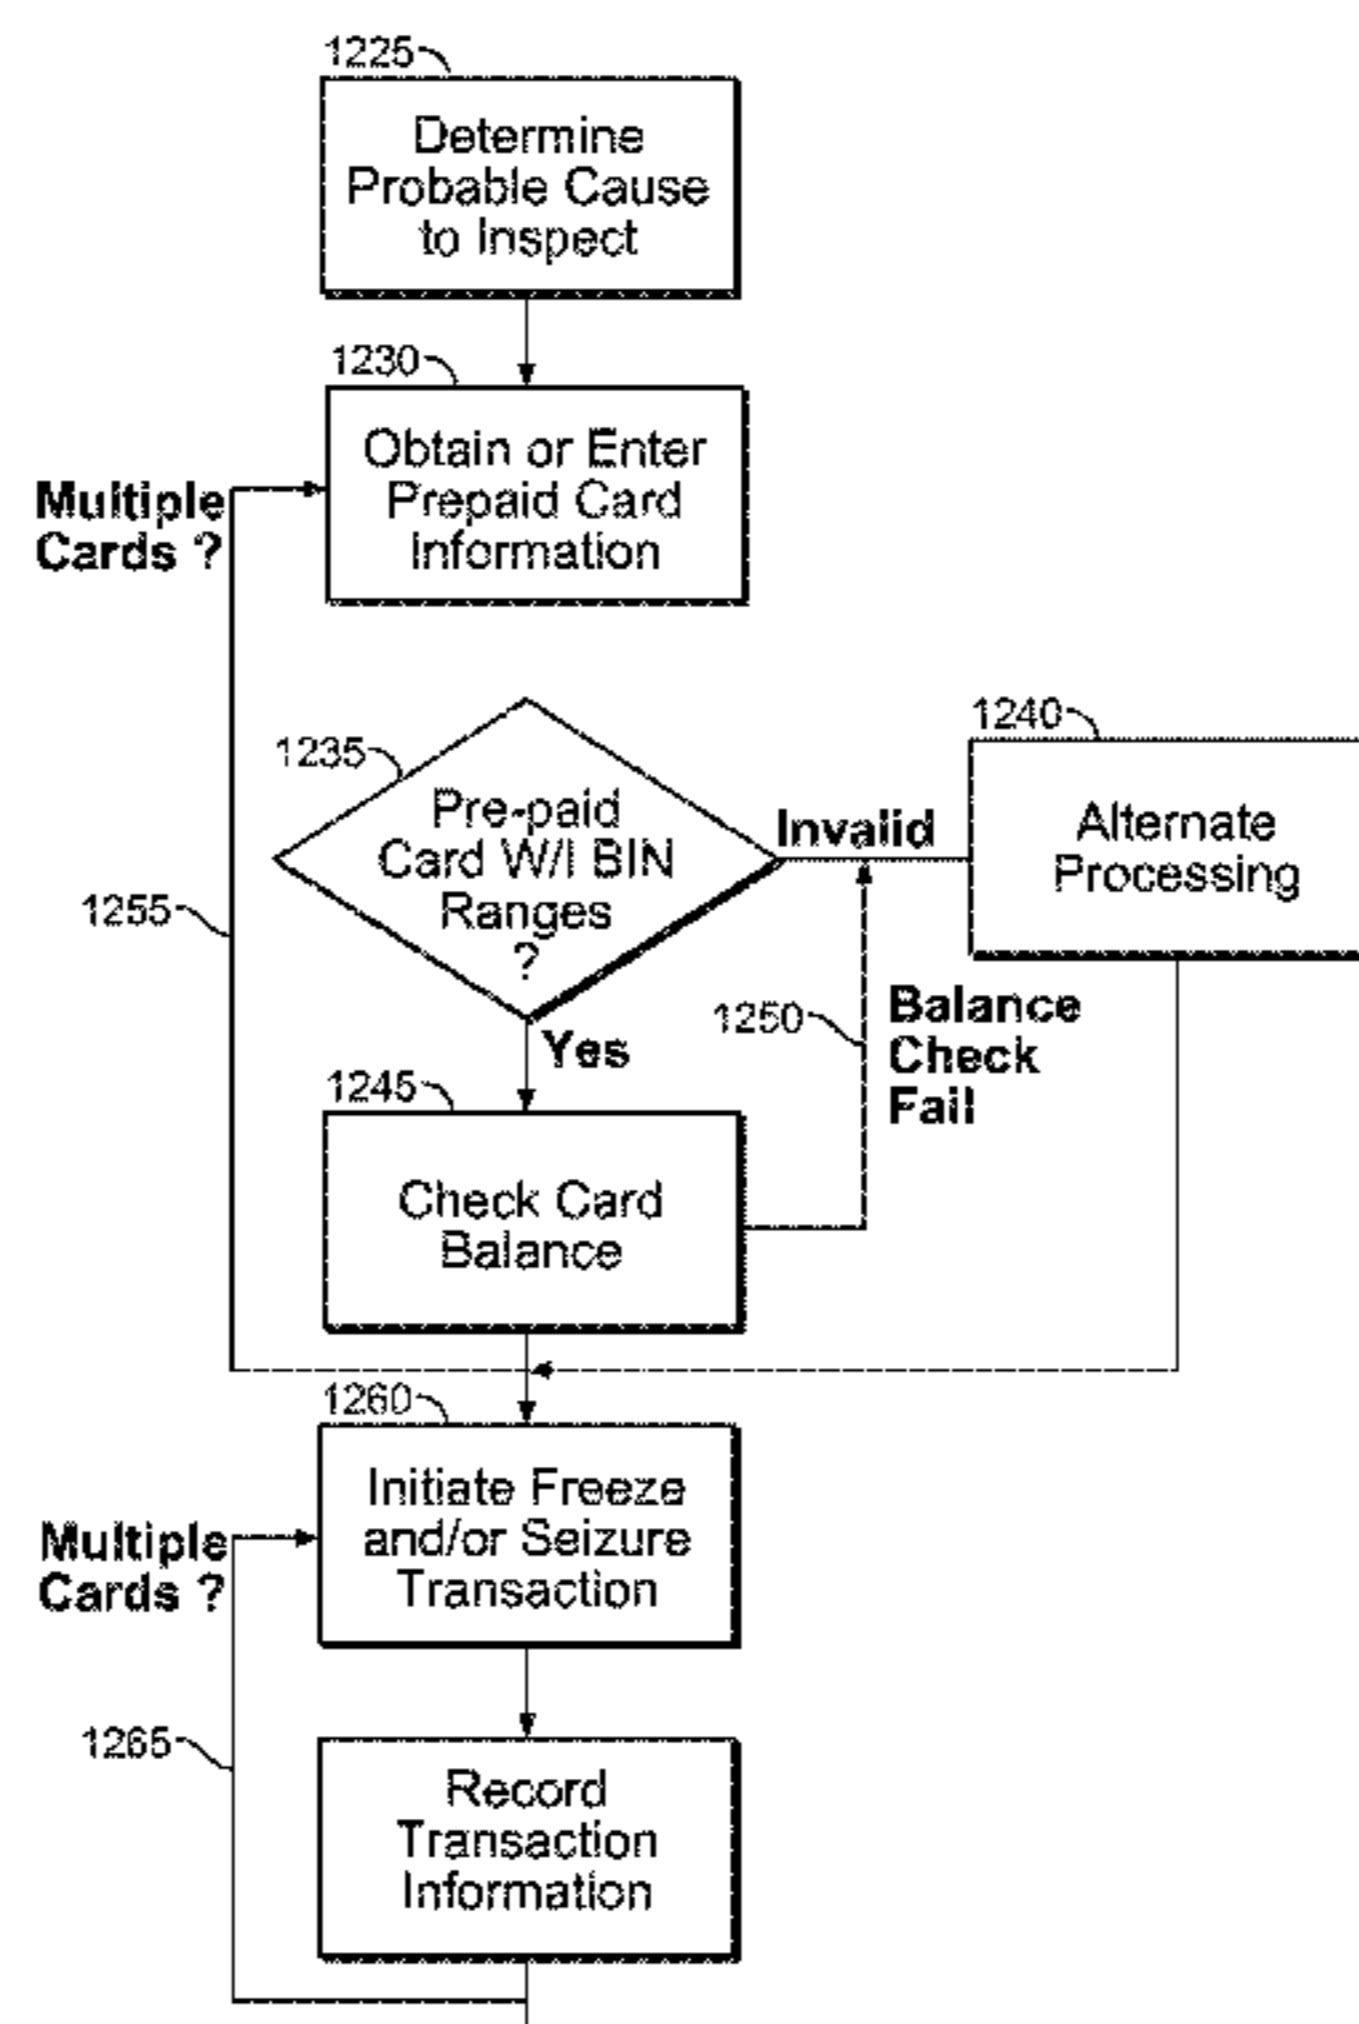 1225
Determine
Probable Cause
to Inspect
1230
Obtain or Enter
Prepaid Card
Information
Multiple
Cards ?
1235
Pre-paid
Card W/I BIN
Ranges
?
Invalid
1240
Alternate
Processing
1255
Yes
1250
Balance
Check
Fail
1245
Check Card
Balance
1260
Initiate Freeze
and/or Seizure
Transaction
Multiple
Cards ?
1265
Record
Transaction
Information